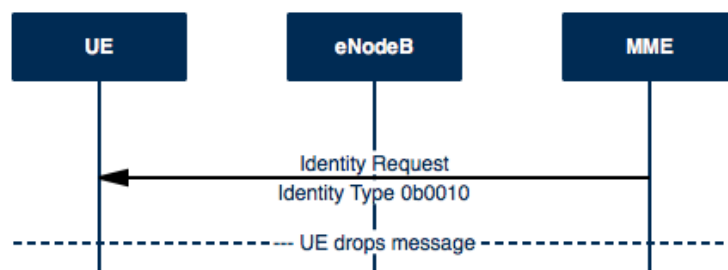 UE eNodeB MME
Identity Request
Identity Type 0b0010
--- UE drops message